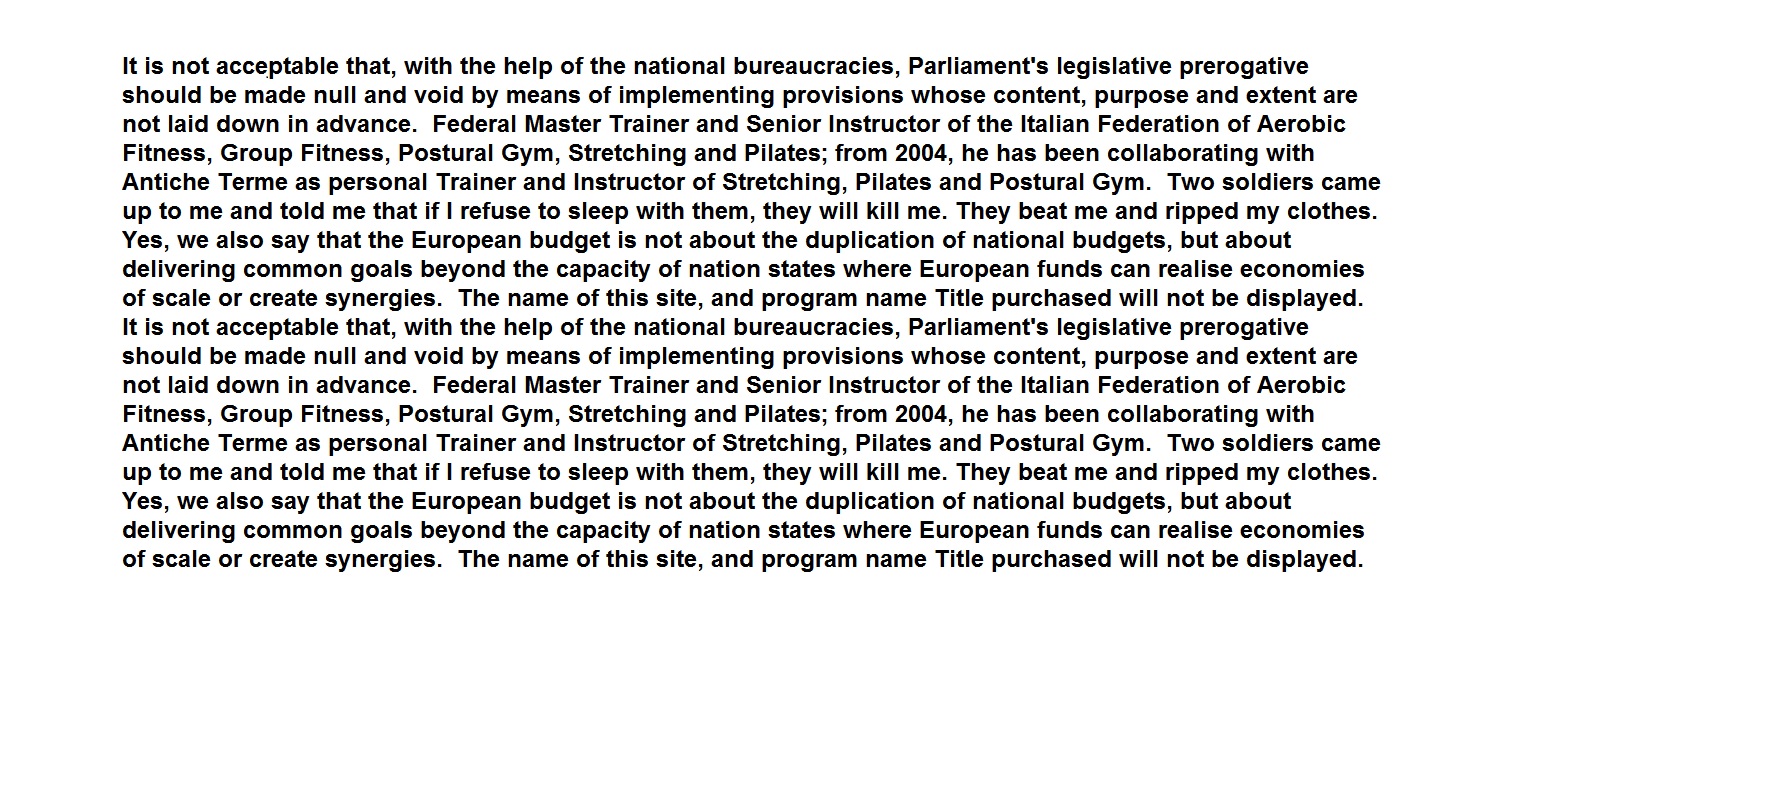 It is not acceptable that, with the help of the national bureaucracies, Parliament's legislative prerogative
should be made null and void by means of implementing provisions whose content, purpose and extent are
not laid down in advance.  Federal Master Trainer and Senior Instructor of the Italian Federation of Aerobic
Fitness, Group Fitness, Postural Gym, Stretching and Pilates; from 2004, he has been collaborating with
Antiche Terme as personal Trainer and Instructor of Stretching, Pilates and Postural Gym.  Two soldiers came
up to me and told me that if I refuse to sleep with them, they will kill me. They beat me and ripped my clothes.
Yes, we also say that the European budget is not about the duplication of national budgets, but about
delivering common goals beyond the capacity of nation states where European funds can realise economies
of scale or create synergies.  The name of this site, and program name Title purchased will not be displayed.
It is not acceptable that, with the help of the national bureaucracies, Parliament's legislative prerogative
should be made null and void by means of implementing provisions whose content, purpose and extent are
not laid down in advance.  Federal Master Trainer and Senior Instructor of the Italian Federation of Aerobic
Fitness, Group Fitness, Postural Gym, Stretching and Pilates; from 2004, he has been collaborating with
Antiche Terme as personal Trainer and Instructor of Stretching, Pilates and Postural Gym.  Two soldiers came
up to me and told me that if I refuse to sleep with them, they will kill me. They beat me and ripped my clothes.
Yes, we also say that the European budget is not about the duplication of national budgets, but about
delivering common goals beyond the capacity of nation states where European funds can realise economies
of scale or create synergies.  The name of this site, and program name Title purchased will not be displayed.